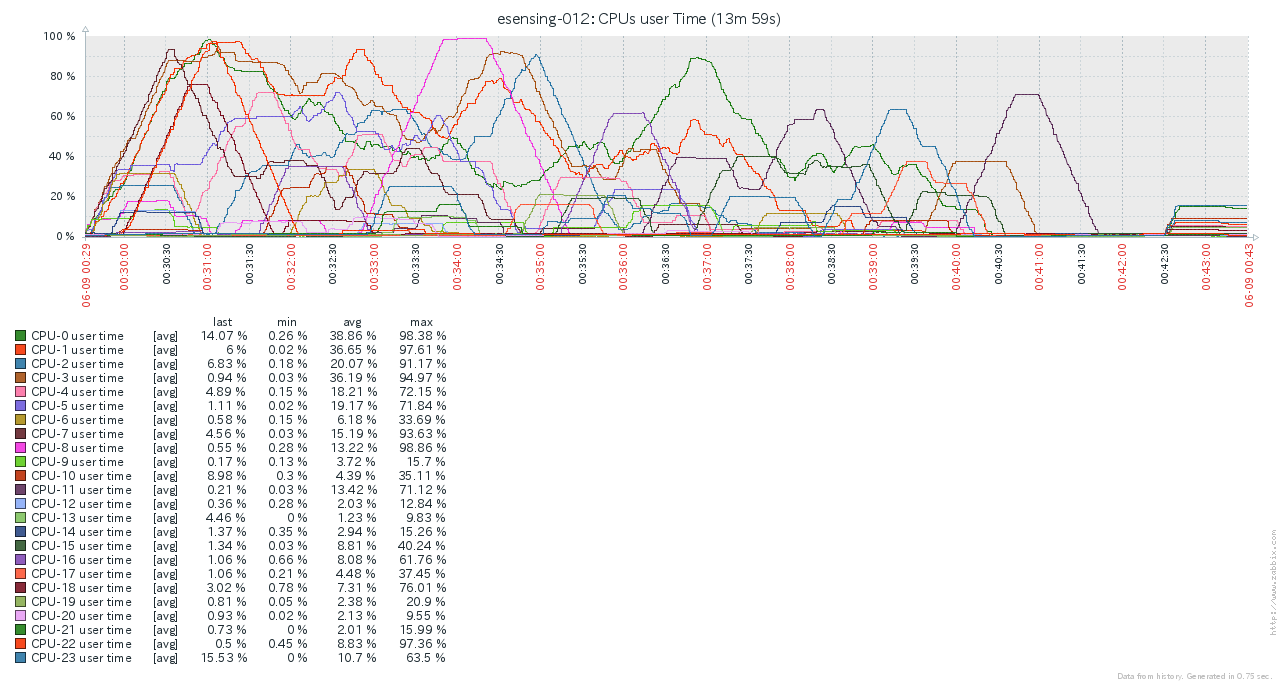 esensing-012: CPUs user Time (13m 59s)
100 %
80 %
60 %
40 %
20 %
0 %
06-09 00:29
00:30:00
00:30:30
00:31:00
00:31:30
00:32:00
00:32:30
00:33:00
00:33:30
00:34:00
00:34:30
00:35:00
00:35:30
00:36:00
00:36:30
00:37:00
00:37:30
00:38:00
00:38:30
00:39:00
00:39:30
00:40:00
00:40:30
00:41:00
00:41:30
00:42:00
00:42:30
00:43:00
06-09 00:43
last min avg max
CPU-0 user time [avg] 14.07 % 0.26 % 38.86 % 98.38 %
CPU-1 user time [avg] 6 % 0.02 % 36.65 % 97.61 %
CPU-2 user time [avg] 6.83 % 0.18 % 20.07 % 91.17 %
CPU-3 user time [avg] 0.94 % 0.03 % 36.19 % 94.97 %
CPU-4 user time [avg] 4.89 % 0.15 % 18.21 % 72.15 %
CPU-5 user time [avg] 1.11 % 0.02 % 19.17 % 71.84 %
CPU-6 user time [avg] 0.58 % 0.15 % 6.18 % 33.69 %
CPU-7 user time [avg] 4.56 % 0.03 % 15.19 % 93.63 %
CPU-8 user time [avg] 0.55 % 0.28 % 13.22 % 98.86 %
CPU-9 user time [avg] 0.17 % 0.13 % 3.72 % 15.7 %
CPU-10 user time [avg] 8.98 % 0.3 % 4.39 % 35.11 %
CPU-11 user time [avg] 0.21 % 0.03 % 13.42 % 71.12 %
CPU-12 user time [avg] 0.36 % 0.28 % 2.03 % 12.84 %
CPU-13 user time [avg] 4.46 % 0 % 1.23 % 9.83 %
CPU-14 user time [avg] 1.37 % 0.35 % 2.94 % 15.26 %
CPU-15 user time [avg] 1.34 % 0.03 % 8.81 % 40.24 %
CPU-16 user time [avg] 1.06 % 0.66 % 8.08 % 61.76 %
CPU-17 user time [avg] 1.06 % 0.21 % 4.48 % 37.45 %
CPU-18 user time [avg] 3.02 % 0.78 % 7.31 % 76.01 %
CPU-19 user time [avg] 0.81 % 0.05 % 2.38 % 20.9 %
CPU-20 user time [avg] 0.93 % 0.02 % 2.13 % 9.55 %
CPU-21 user time [avg] 0.73 % 0 % 2.01 % 15.99 %
CPU-22 user time [avg] 0.5 % 0.45 % 8.83 % 97.36 %
CPU-23 user time [avg] 15.53 % 0 % 10.7 % 63.5 %
http://www.zabbix.com
Data from history. Generated in 0.75 sec.